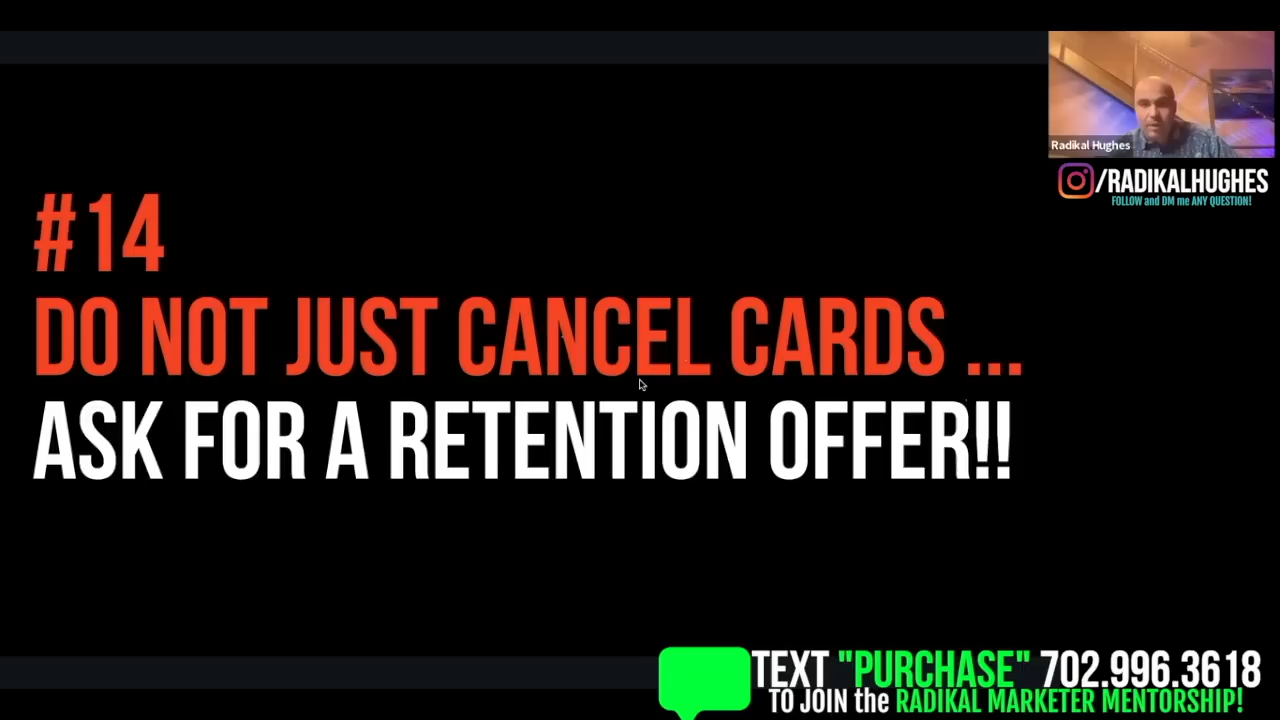 Radikal Hughes
/RADIKALHUGHES
FOLLOW and DM me ANY QUESTION!
#14
DO NOT JUST CANCEL CARDS ...
ASK FOR A RETENTION OFFER!!
TEXT "PURCHASE" 702.996.3618
TO JOIN the RADIKAL MARKETER MENTORSHIP!